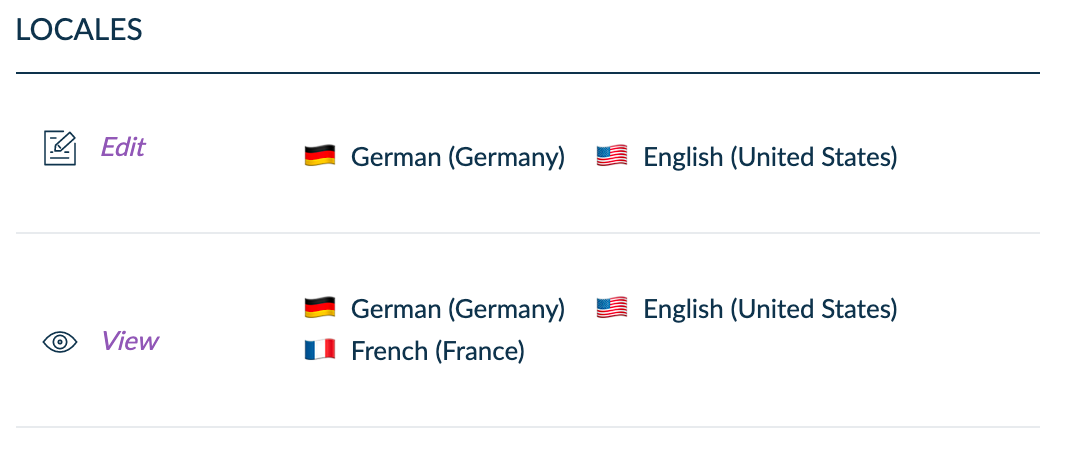 LOCALES
Edit
German (Germany) English (United States)
View
German (Germany) English (United States)
French (France)